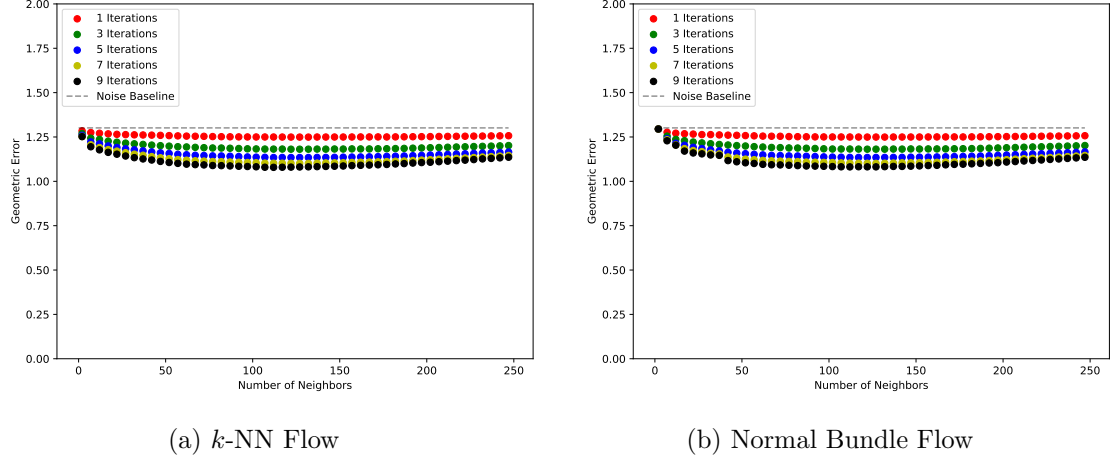 2.00
1.75
1.50
1.25
1.00
0.75
0.50
0.25
0.00
Geometric Error
1 Iterations
3 Iterations
5 Iterations
7 Iterations
9 Iterations
Noise Baseline
0 50 100 150 200 250
Number of Neighbors
(a) k-NN Flow
2.00
1.75
1.50
1.25
1.00
0.75
0.50
0.25
0.00
Geometric Error
1 Iterations
3 Iterations
5 Iterations
7 Iterations
9 Iterations
Noise Baseline
0 50 100 150 200 250
Number of Neighbors
(b) Normal Bundle Flow